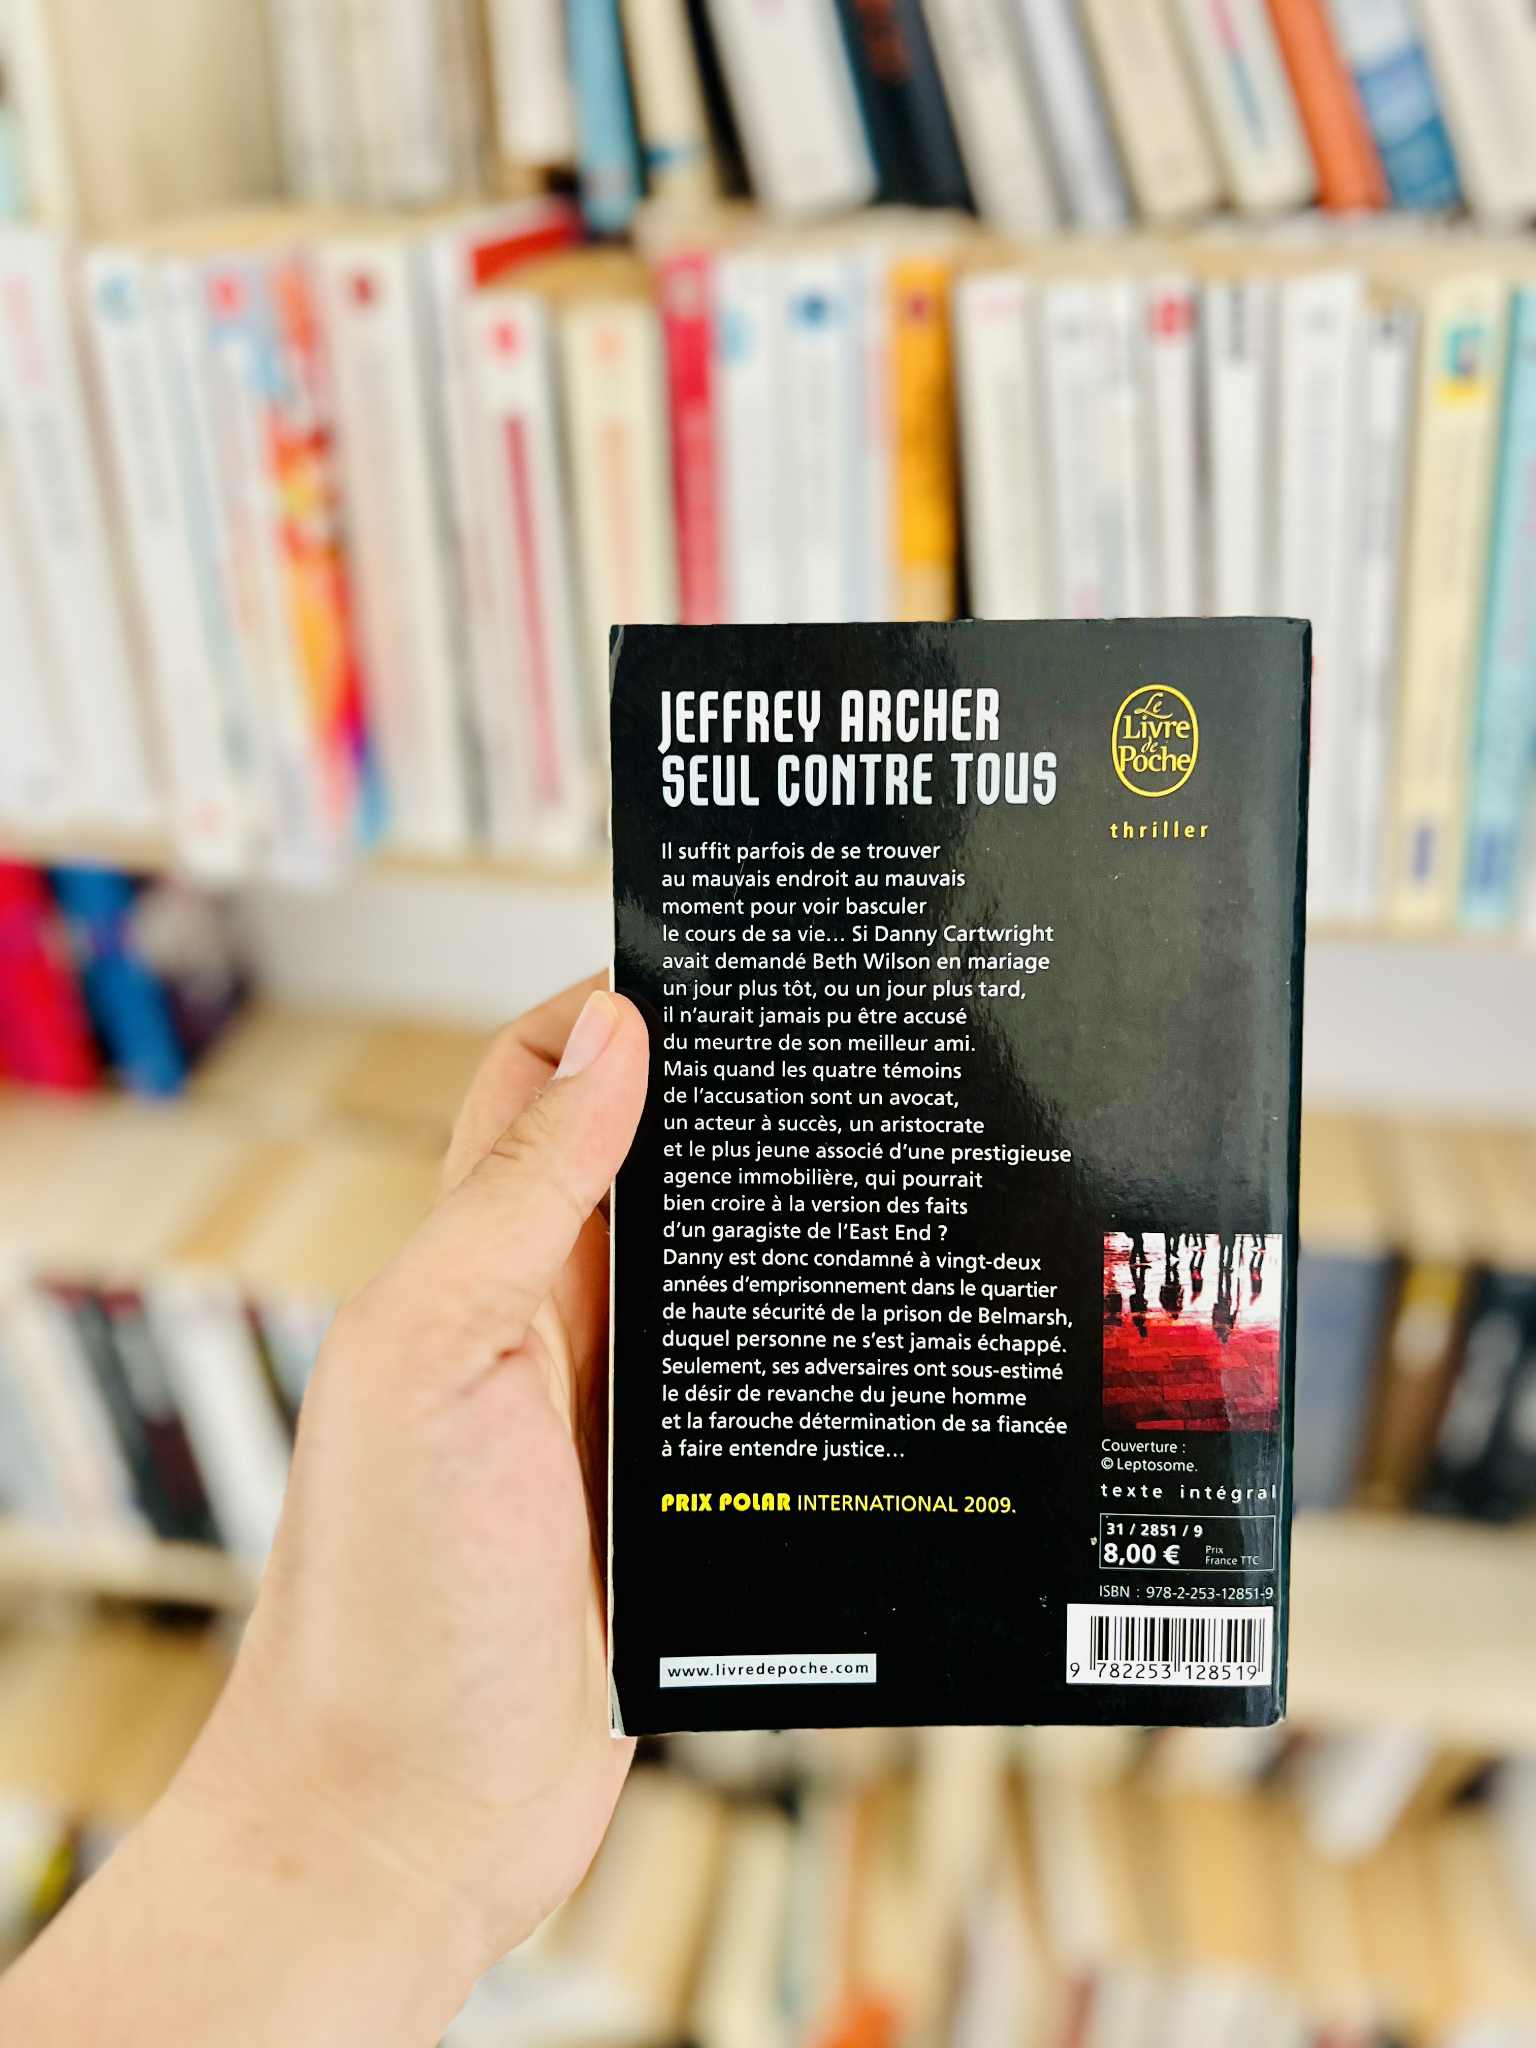 JEFFREY ARCHER
SEUL CONTRE TOUS
Le
Livre
de
Poche
thriller
Il suffit parfois de se trouver
au mauvais endroit au mauvais
moment pour voir basculer
le cours de sa vie… Si Danny Cartwright
avait demandé Beth Wilson en mariage
un jour plus tôt, ou un jour plus tard,
il n’aurait jamais pu être accusé
du meurtre de son meilleur ami.
Mais quand les quatre témoins
de l’accusation sont un avocat,
un acteur à succès, un aristocrate
et le plus jeune associé d’une prestigieuse
agence immobilière, qui pourrait
bien croire à la version des faits
d’un garagiste de l’East End ?
Danny est donc condamné à vingt-deux
années d’emprisonnement dans le quartier
de haute sécurité de la prison de Belmarsh,
duquel personne ne s’est jamais échappé.
Seulement, ses adversaires ont sous-estimé
le désir de revanche du jeune homme
et la farouche détermination de sa fiancée
à faire entendre justice…
PRIX POLAR INTERNATIONAL 2009.
Couverture :
© Leptosome.
texte intégral
31 / 2851 / 9
8,00 € Prix
France TTC
ISBN : 978-2-253-12851-9
9 782253 128519
www.livredepoche.com